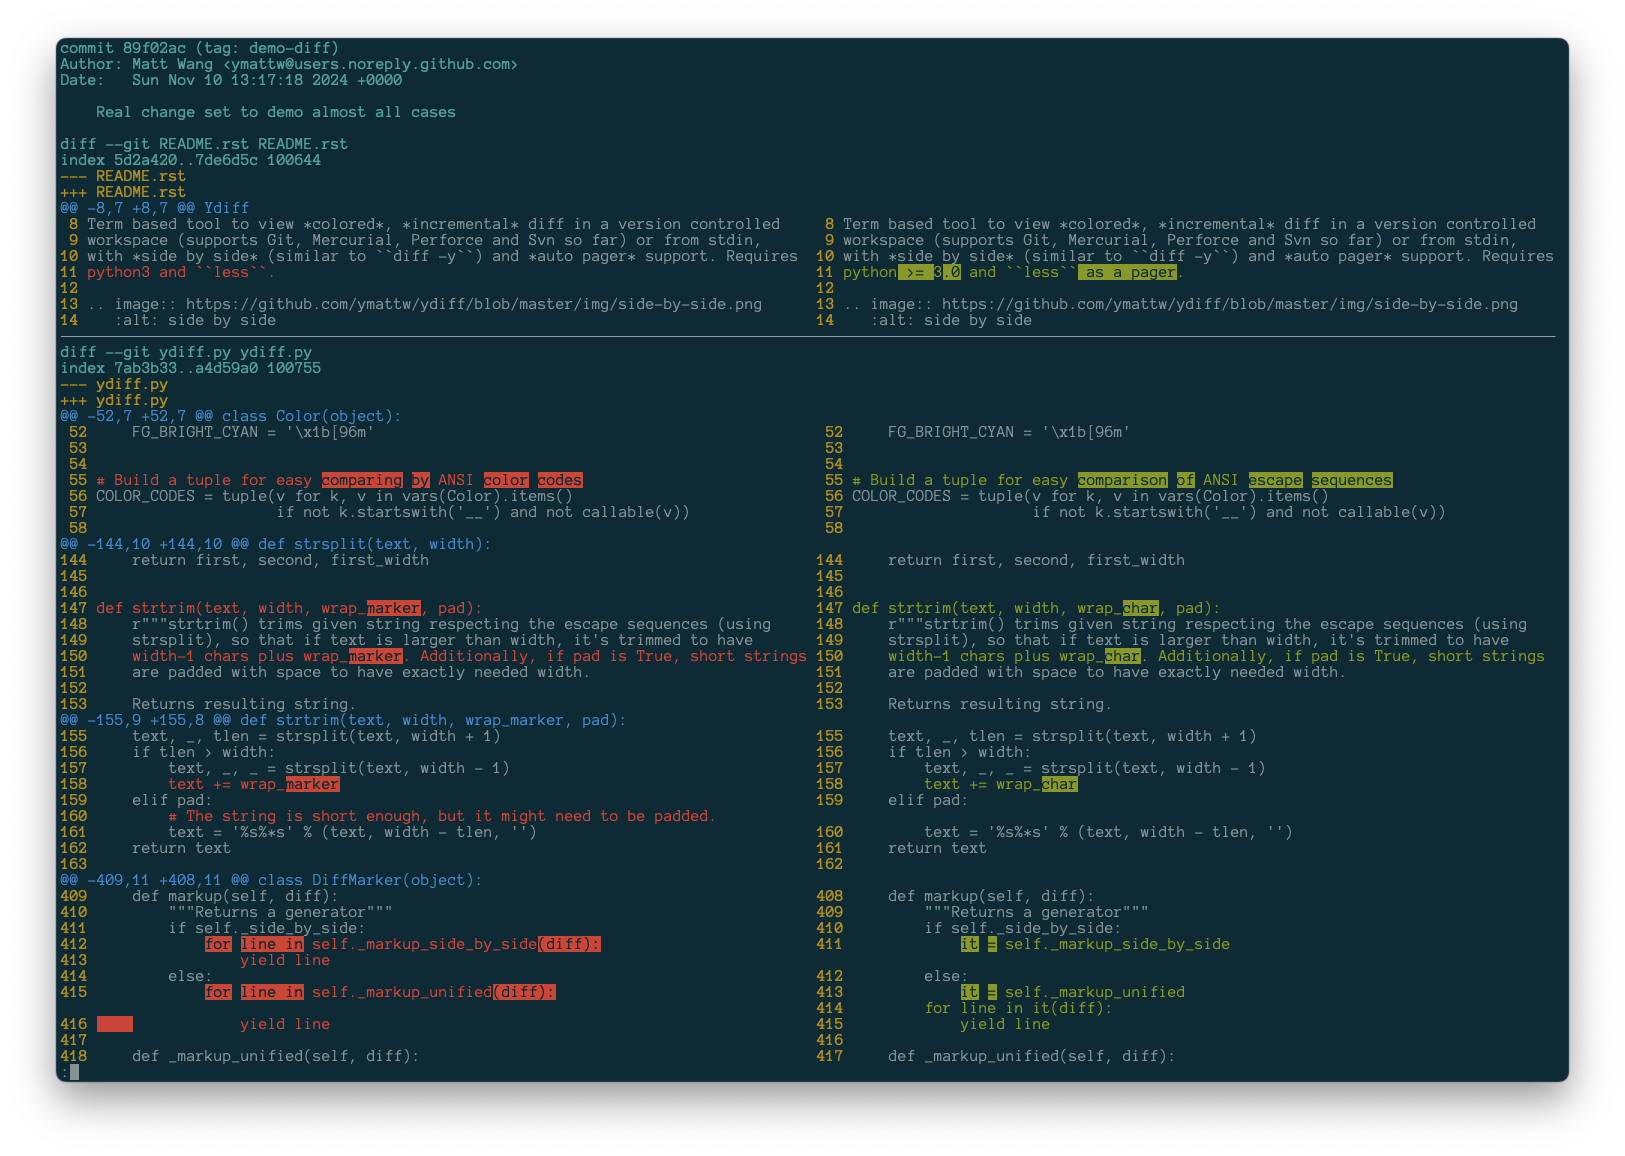 commit 89f02ac (tag: demo-diff)
Author: Matt Wang <ymattw@users.noreply.github.com>
Date:   Sun Nov 10 13:17:18 2024 +0000
    Real change set to demo almost all cases
diff --git README.rst README.rst
index 5d2a420..7de6d5c 100644
--- README.rst
+++ README.rst
@@ -8,7 +8,7 @@ Ydiff
 8 Term based tool to view *colored*, *incremental* diff in a version controlled     8 Term based tool to view *colored*, *incremental* diff in a version controlled
 9 workspace (supports Git, Mercurial, Perforce and Svn so far) or from stdin,       9 workspace (supports Git, Mercurial, Perforce and Svn so far) or from stdin,
10 with *side by side* (similar to ``diff -y``) and *auto pager* support. Requires  10 with *side by side* (similar to ``diff -y``) and *auto pager* support. Requires
11 python3 and ``less``.                                                            11 python >= 3.0 and ``less`` as a pager.
12                                                                                  12
13 .. image:: https://github.com/ymattw/ydiff/blob/master/img/side-by-side.png      13 .. image:: https://github.com/ymattw/ydiff/blob/master/img/side-by-side.png
14    :alt: side by side                                                            14    :alt: side by side
diff --git ydiff.py ydiff.py
index 7ab3b33..a4d59a0 100755
--- ydiff.py
+++ ydiff.py
@@ -52,7 +52,7 @@ class Color(object):
 52     FG_BRIGHT_CYAN = '\x1b[96m'                                                  52     FG_BRIGHT_CYAN = '\x1b[96m'
 53                                                                                  53
 54                                                                                  54
 55 # Build a tuple for easy comparing by ANSI color codes                           55 # Build a tuple for easy comparison of ANSI escape sequences
 56 COLOR_CODES = tuple(v for k, v in vars(Color).items()                            56 COLOR_CODES = tuple(v for k, v in vars(Color).items()
 57                     if not k.startswith('__') and not callable(v))               57                     if not k.startswith('__') and not callable(v))
 58                                                                                  58
@@ -144,10 +144,10 @@ def strsplit(text, width):
144     return first, second, first_width                                           144     return first, second, first_width
145                                                                                 145
146                                                                                 146
147 def strtrim(text, width, wrap_marker, pad):                                     147 def strtrim(text, width, wrap_char, pad):
148     r"""strtrim() trims given string respecting the escape sequences (using     148     r"""strtrim() trims given string respecting the escape sequences (using
149     strsplit), so that if text is larger than width, it's trimmed to have       149     strsplit), so that if text is larger than width, it's trimmed to have
150     width-1 chars plus wrap_marker. Additionally, if pad is True, short strings 150     width-1 chars plus wrap_char. Additionally, if pad is True, short strings
151     are padded with space to have exactly needed width.                         151     are padded with space to have exactly needed width.
152                                                                                 152
153     Returns resulting string.                                                   153     Returns resulting string.
@@ -155,9 +155,8 @@ def strtrim(text, width, wrap_marker, pad):
155     text, _, tlen = strsplit(text, width + 1)                                   155     text, _, tlen = strsplit(text, width + 1)
156     if tlen > width:                                                            156     if tlen > width:
157         text, _, _ = strsplit(text, width - 1)                                  157         text, _, _ = strsplit(text, width - 1)
158         text += wrap_marker                                                     158         text += wrap_char
159     elif pad:                                                                   159     elif pad:
160         # The string is short enough, but it might need to be padded.
161         text = '%s%*s' % (text, width - tlen, '')                               160         text = '%s%*s' % (text, width - tlen, '')
162     return text                                                                 161     return text
163                                                                                 162
@@ -409,11 +408,11 @@ class DiffMarker(object):
409     def markup(self, diff):                                                     408     def markup(self, diff):
410         """Returns a generator"""                                               409         """Returns a generator"""
411         if self._side_by_side:                                                  410         if self._side_by_side:
412             for line in self._markup_side_by_side(diff):                        411             it = self._markup_side_by_side
413                 yield line
414         else:                                                                   412         else:
415             for line in self._markup_unified(diff):                             413             it = self._markup_unified
                                                                                    414         for line in it(diff):
416                 yield line                                                      415             yield line
417                                                                                 416
418     def _markup_unified(self, diff):                                            417     def _markup_unified(self, diff):
: